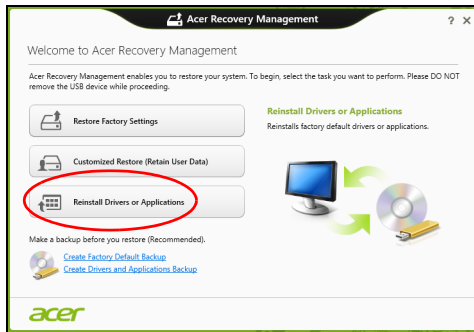 Acer Recovery Management
? X
Welcome to Acer Recovery Management
Acer Recovery Management enables you to restore your system. To begin, select the task you want to perform. Please DO NOT
remove the USB device while proceeding.
Restore Factory Settings
Customized Restore (Retain User Data)
Reinstall Drivers or Applications
Reinstall Drivers or Applications
Reinstalls factory default drivers or applications.
Make a backup before you restore (Recommended).
Create Factory Default Backup
Create Drivers and Applications Backup
acer